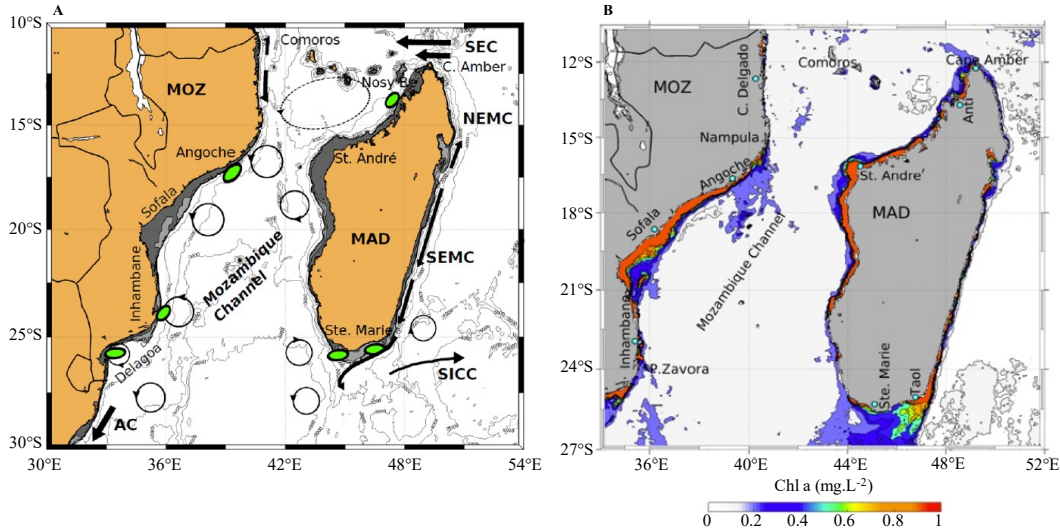 A
10°S
15°S
20°S
25°S
30°S
30°E
36°E
42°E
48°E
54°E
MOZ
Comoros
SEC
C. Amber
Nosy Be
NEMC
Angoche
St. André
Sofala
MAD
SEMC
Mozambique
Channel
Inhambane
Ste. Marie
Delagoa
SICC
AC
B
12°S
15°S
18°S
21°S
24°S
27°S
36°E
40°E
44°E
48°E
52°E
MOZ
C. Delgado
Comoros
Cape Amber
Anti
Nampula
Angoche
St. Andre´
Sofala
MAD
Mozambique Channel
Inhambane
P.Zavora
Ste. Marie
Taol
Chl a (mg.L-2)
0 0.2 0.4 0.6 0.8 1